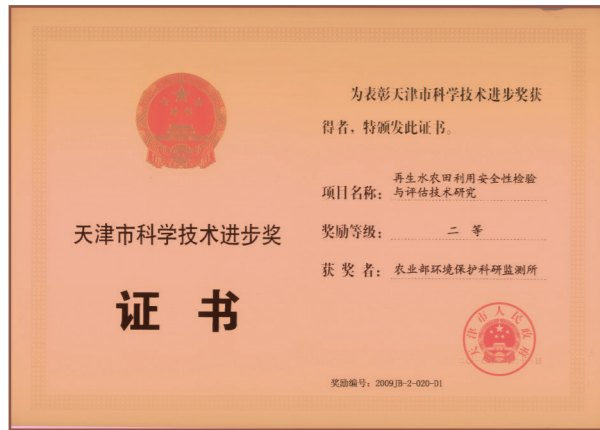 天津市科学技术进步奖
证书
为表彰天津市科学技术进步奖获
得者，特颁发此证书。
项目名称：再生水农田利用安全性检验
与评估技术研究
奖励等级：二 等
获 奖 者：农业部环境保护科研监测所
天津市人民政府
奖励编号：2009JB-2-020-D1